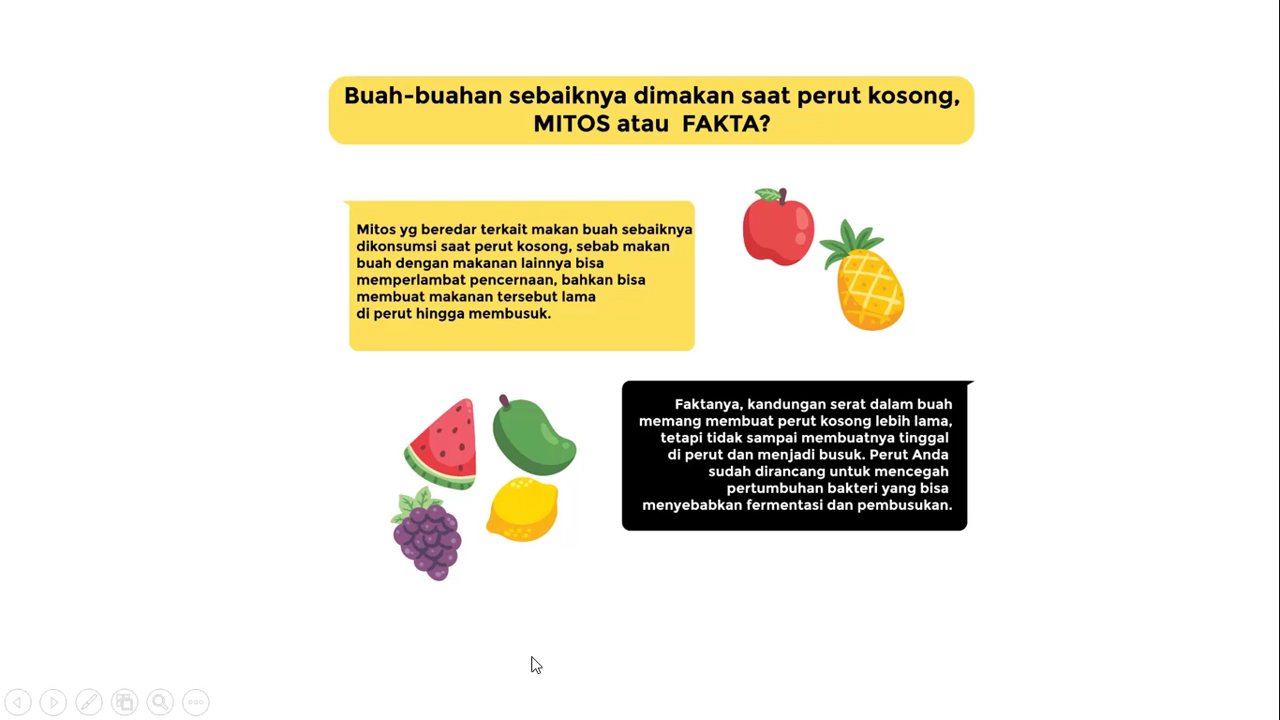 Buah-buahan sebaiknya dimakan saat perut kosong,
MITOS atau FAKTA?
Mitos yg beredar terkait makan buah sebaiknya
dikonsumsi saat perut kosong, sebab makan
buah dengan makanan lainnya bisa
memperlambat pencernaan, bahkan bisa
membuat makanan tersebut lama
di perut hingga membusuk.
Faktanya, kandungan serat dalam buah
memang membuat perut kosong lebih lama,
tetapi tidak sampai membuatnya tinggal
di perut dan menjadi busuk. Perut Anda
sudah dirancang untuk mencegah
pertumbuhan bakteri yang bisa
menyebabkan fermentasi dan pembusukan.